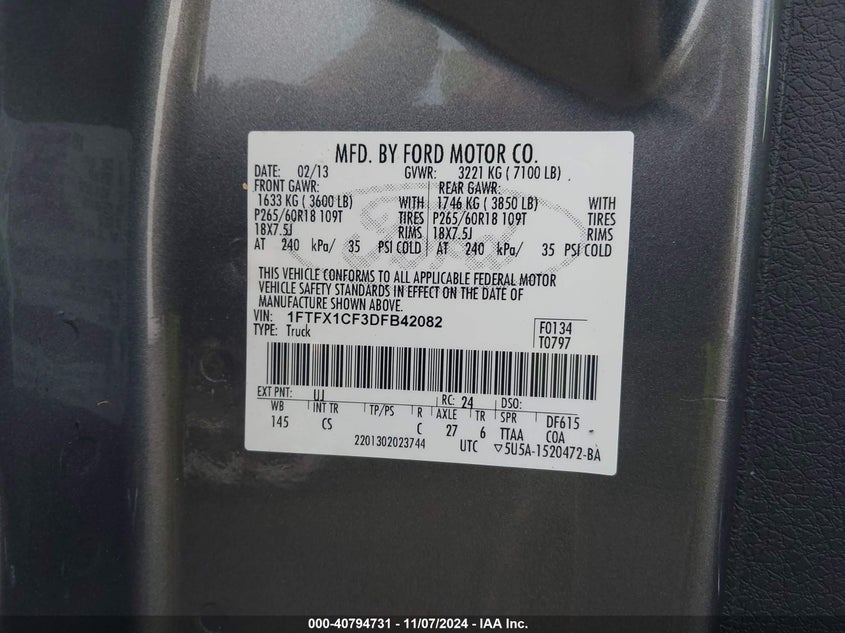 MFD. BY FORD MOTOR CO.
DATE: 02/13 GVWR: 3221 KG ( 7100 LB)
FRONT GAWR: REAR GAWR:
1633 KG ( 3600 LB) WITH 1746 KG ( 3850 LB) WITH
P265/60R18 109T TIRES P265/60R18 109T TIRES
18X7.5J RIMS 18X7.5J RIMS
AT 240 kPa/ 35 PSI COLD AT 240 kPa/ 35 PSI COLD
Ford
THIS VEHICLE CONFORMS TO ALL APPLICABLE FEDERAL MOTOR
VEHICLE SAFETY STANDARDS IN EFFECT ON THE DATE OF
MANUFACTURE SHOWN ABOVE.
VIN: 1FTFX1CF3DFB42082 F0134
TYPE: Truck T0797
EXT PNT: UJ RC: 24 DSO:
WB INT TR TP/PS R AXLE TR SPR DF615
145 CS C 27 6 TTAA COA
2201302023744 UTC ▽5U5A-1520472-BA
000-40794731 - 11/07/2024 - IAA Inc.